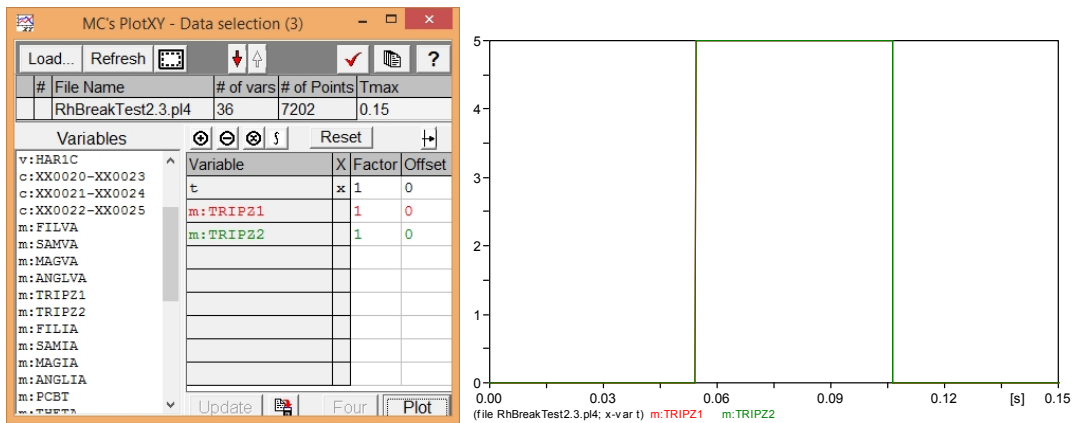 MC's PlotXY - Data selection (3)
Load... Refresh ?
# File Name # of vars # of Points Tmax
RhBreakTest2.3.pl4 36 7202 0.15
Variables Reset
v:HAR1C
c:XX0020-XX0023
c:XX0021-XX0024
c:XX0022-XX0025
m:FILVA
m:SAMVA
m:MAGVA
m:ANGLVA
m:TRIPZ1
m:TRIPZ2
m:FILIA
m:SAMIA
m:MAGIA
m:ANGLIA
m:PCBT
m:THETA
Variable X Factor Offset
t x 1 0
m:TRIPZ1 1 0
m:TRIPZ2 1 0
Update Four Plot
5
4
3
2
1
0
0.00 0.03 0.06 0.09 0.12 [s] 0.15
(file RhBreakTest2.3.pl4; x-var t) m:TRIPZ1 m:TRIPZ2